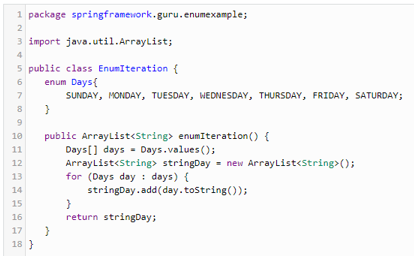 1 package springframework.guru.enumexample;
2
3 import java.util.ArrayList;
4
5 public class EnumIteration {
6     enum Days{
7         SUNDAY, MONDAY, TUESDAY, WEDNESDAY, THURSDAY, FRIDAY, SATURDAY;
8     }
9
10     public ArrayList<String> enumIteration() {
11         Days[] days = Days.values();
12         ArrayList<String> stringDay = new ArrayList<String>();
13         for (Days day : days) {
14             stringDay.add(day.toString());
15         }
16         return stringDay;
17     }
18 }